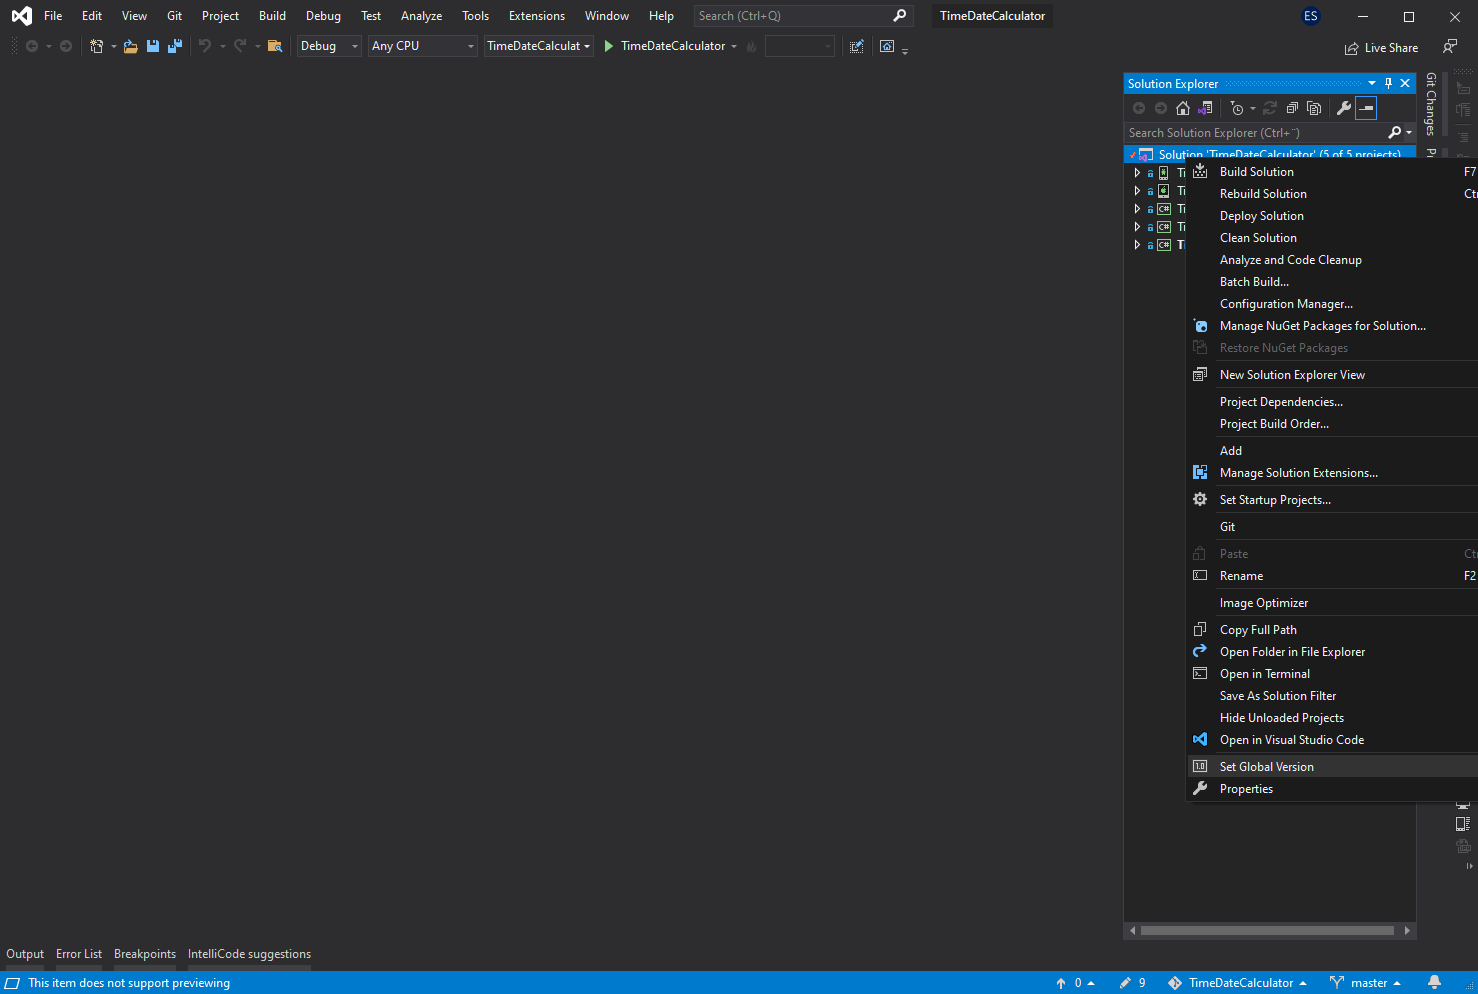 File Edit View Git Project Build Debug Test Analyze Tools Extensions Window Help Search (Ctrl+Q) TimeDateCalculator ES
Debug Any CPU TimeDateCalculat TimeDateCalculator Live Share
Solution Explorer
Search Solution Explorer (Ctrl+¨)
Solution 'TimeDateCalculator' (5 of 5 projects)
Ti
Ti
Ti
Ti
T
Git Changes
P
Build Solution F7
Rebuild Solution Ctr
Deploy Solution
Clean Solution
Analyze and Code Cleanup
Batch Build...
Configuration Manager...
Manage NuGet Packages for Solution...
Restore NuGet Packages
New Solution Explorer View
Project Dependencies...
Project Build Order...
Add
Manage Solution Extensions...
Set Startup Projects...
Git
Paste Ctr
Rename F2
Image Optimizer
Copy Full Path
Open Folder in File Explorer
Open in Terminal
Save As Solution Filter
Hide Unloaded Projects
Open in Visual Studio Code
Set Global Version
Properties
Output Error List Breakpoints IntelliCode suggestions
This item does not support previewing 0 9 TimeDateCalculator master